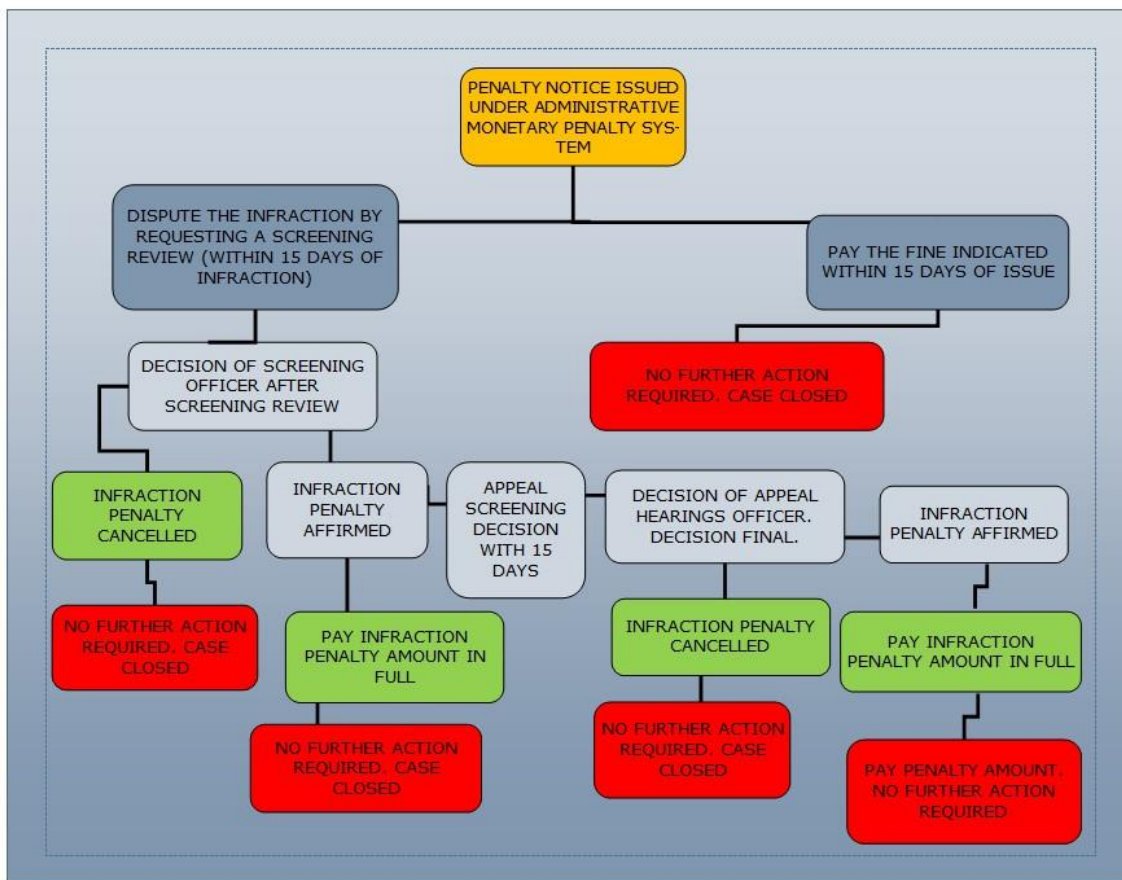 PENALTY NOTICE ISSUED
UNDER ADMINISTRATIVE
MONETARY PENALTY SYS-
TEM
DISPUTE THE INFRACTION BY
REQUESTING A SCREENING
REVIEW (WITHIN 15 DAYS OF
INFRACTION)
PAY THE FINE INDICATED
WITHIN 15 DAYS OF ISSUE
DECISION OF SCREENING
OFFICER AFTER
SCREENING REVIEW
NO FURTHER ACTION
REQUIRED. CASE CLOSED
INFRACTION
PENALTY
CANCELLED
INFRACTION
PENALTY
AFFIRMED
APPEAL
SCREENING
DECISION
WITH 15
DAYS
DECISION OF APPEAL
HEARINGS OFFICER.
DECISION FINAL.
INFRACTION
PENALTY AFFIRMED
NO FURTHER ACTION
REQUIRED. CASE
CLOSED
PAY INFRACTION
PENALTY AMOUNT IN
FULL
INFRACTION PENALTY
CANCELLED
PAY INFRACTION
PENALTY AMOUNT IN FULL
NO FURTHER ACTION
REQUIRED. CASE
CLOSED
NO FURTHER ACTION
REQUIRED. CASE
CLOSED
PAY PENALTY AMOUNT.
NO FURTHER ACTION
REQUIRED